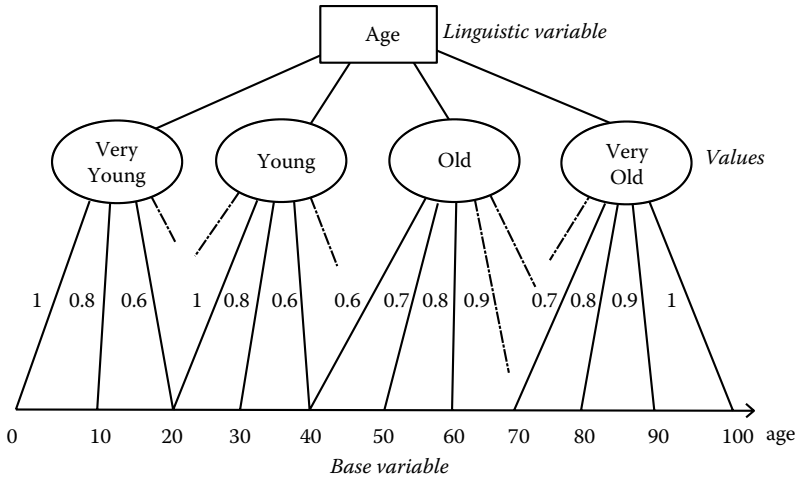 Age
Linguistic variable
Very
Young
Young
Old
Very
Old
Values
1 0.8 0.6 1 0.8 0.6 0.6 0.7 0.8 0.9 0.7 0.8 0.9 1
0 10 20 30 40 50 60 70 80 90 100 age
Base variable